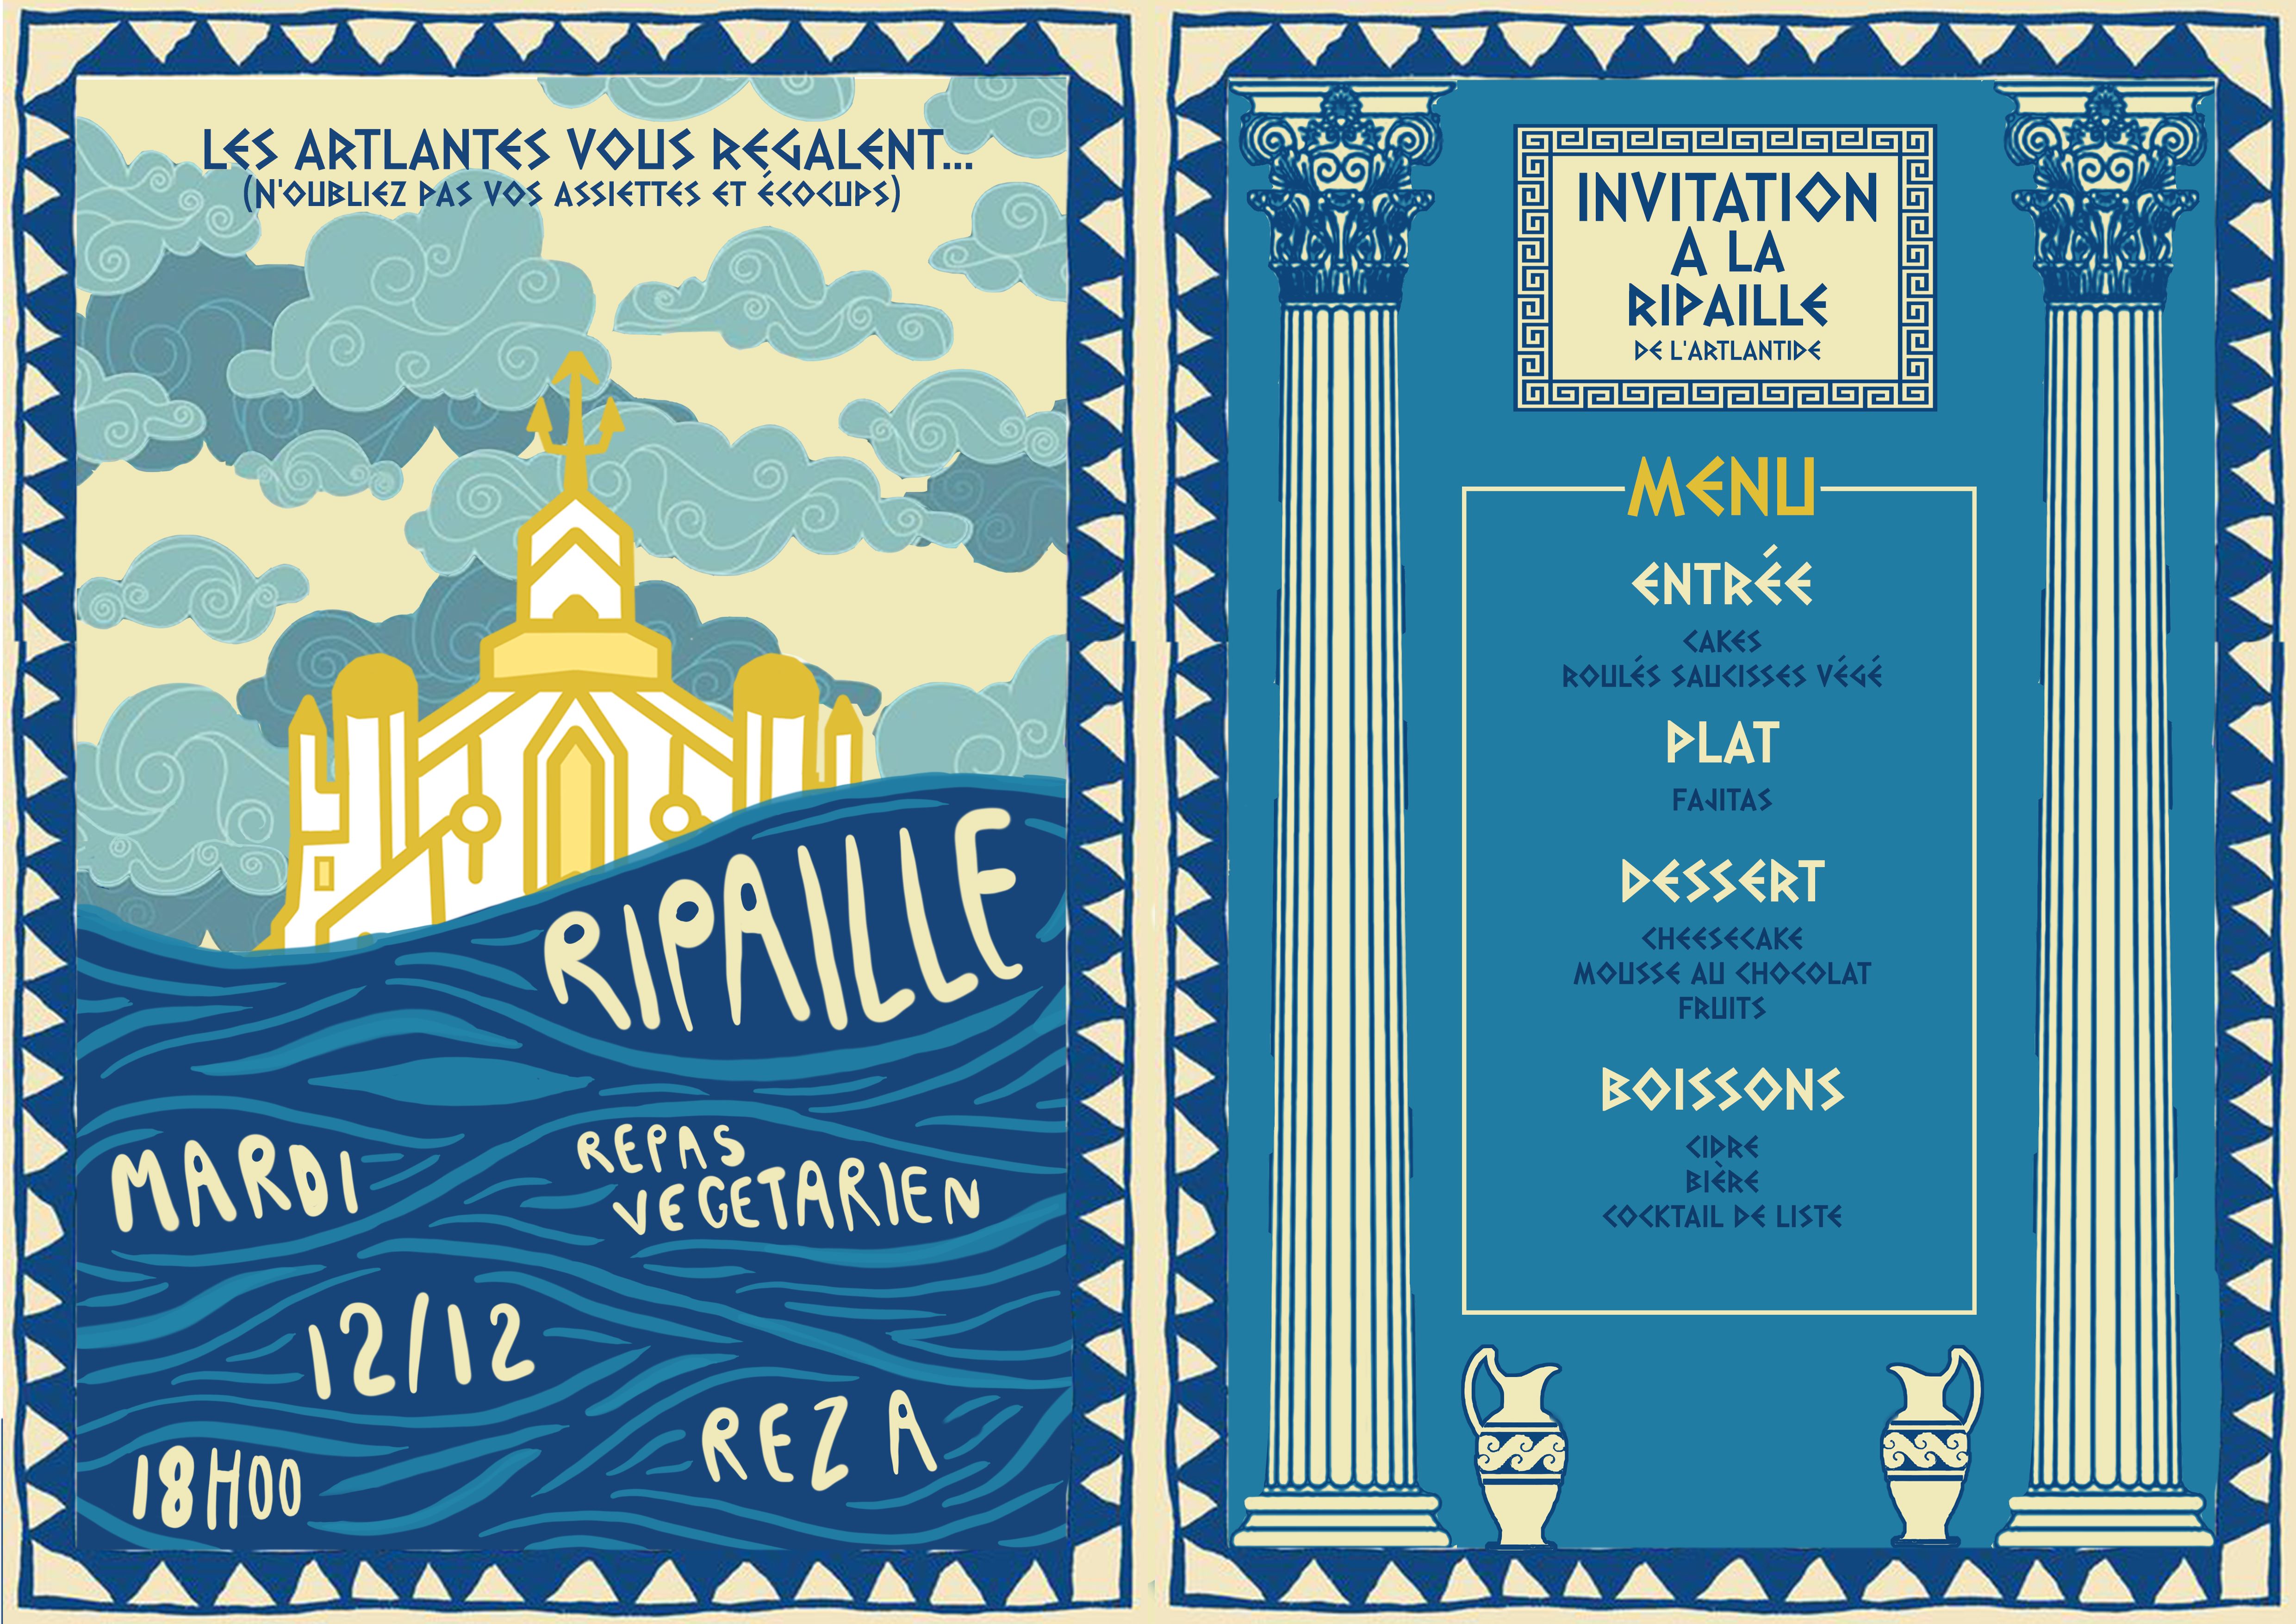 LES ARTLANTES VOUS RÉGALENT...
(N'OUBLIEZ PAS VOS ASSIETTES ET ÉCOCUPS)
RIPAILLE
MARDI
REPAS
VEGETARIEN
12/12
REZ A
18H00
INVITATION
A LA
RIPAILLE
DE L'ARTLANTIDE
MENU
ENTRÉE
CAKES
ROULÉS SAUCISSES VÉGÉ
PLAT
FAJITAS
DESSERT
CHEESECAKE
MOUSSE AU CHOCOLAT
FRUITS
BOISSONS
CIDRE
BIÈRE
COCKTAIL DE LISTE